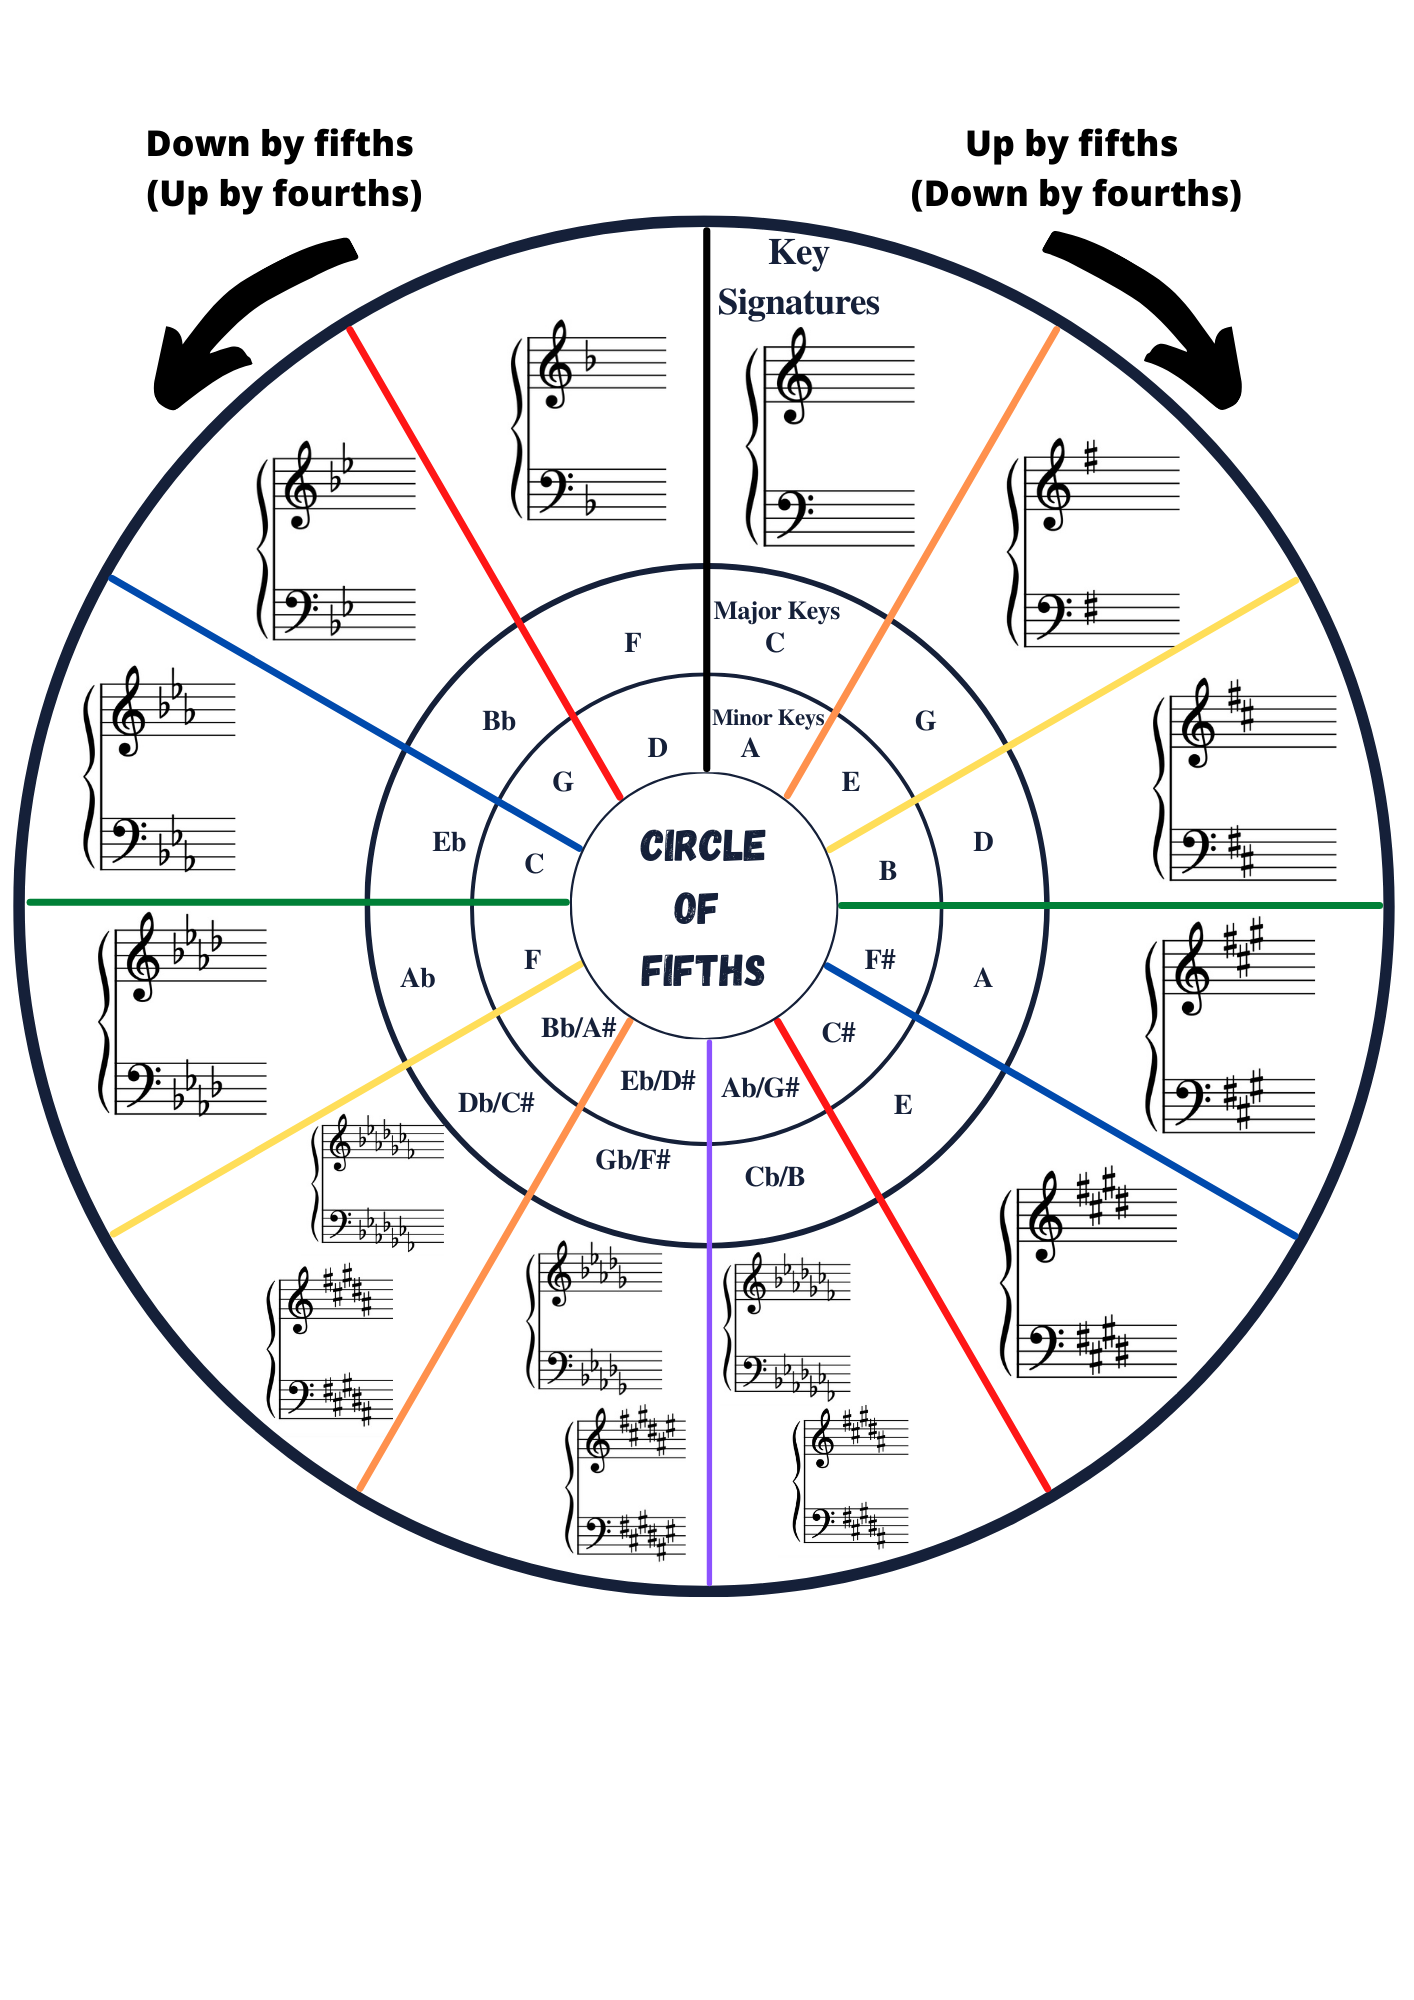 Down by fifths
(Up by fourths)
Up by fifths
(Down by fourths)
Key
Signatures
Major Keys
C
F
G
Bb
D
Eb
A
Ab
E
Db/C#
Gb/F#
Cb/B
Minor Keys
A
D
E
G
B
C
F#
F
C#
Bb/A#
Eb/D#
Ab/G#
CIRCLE
OF
FIFTHS